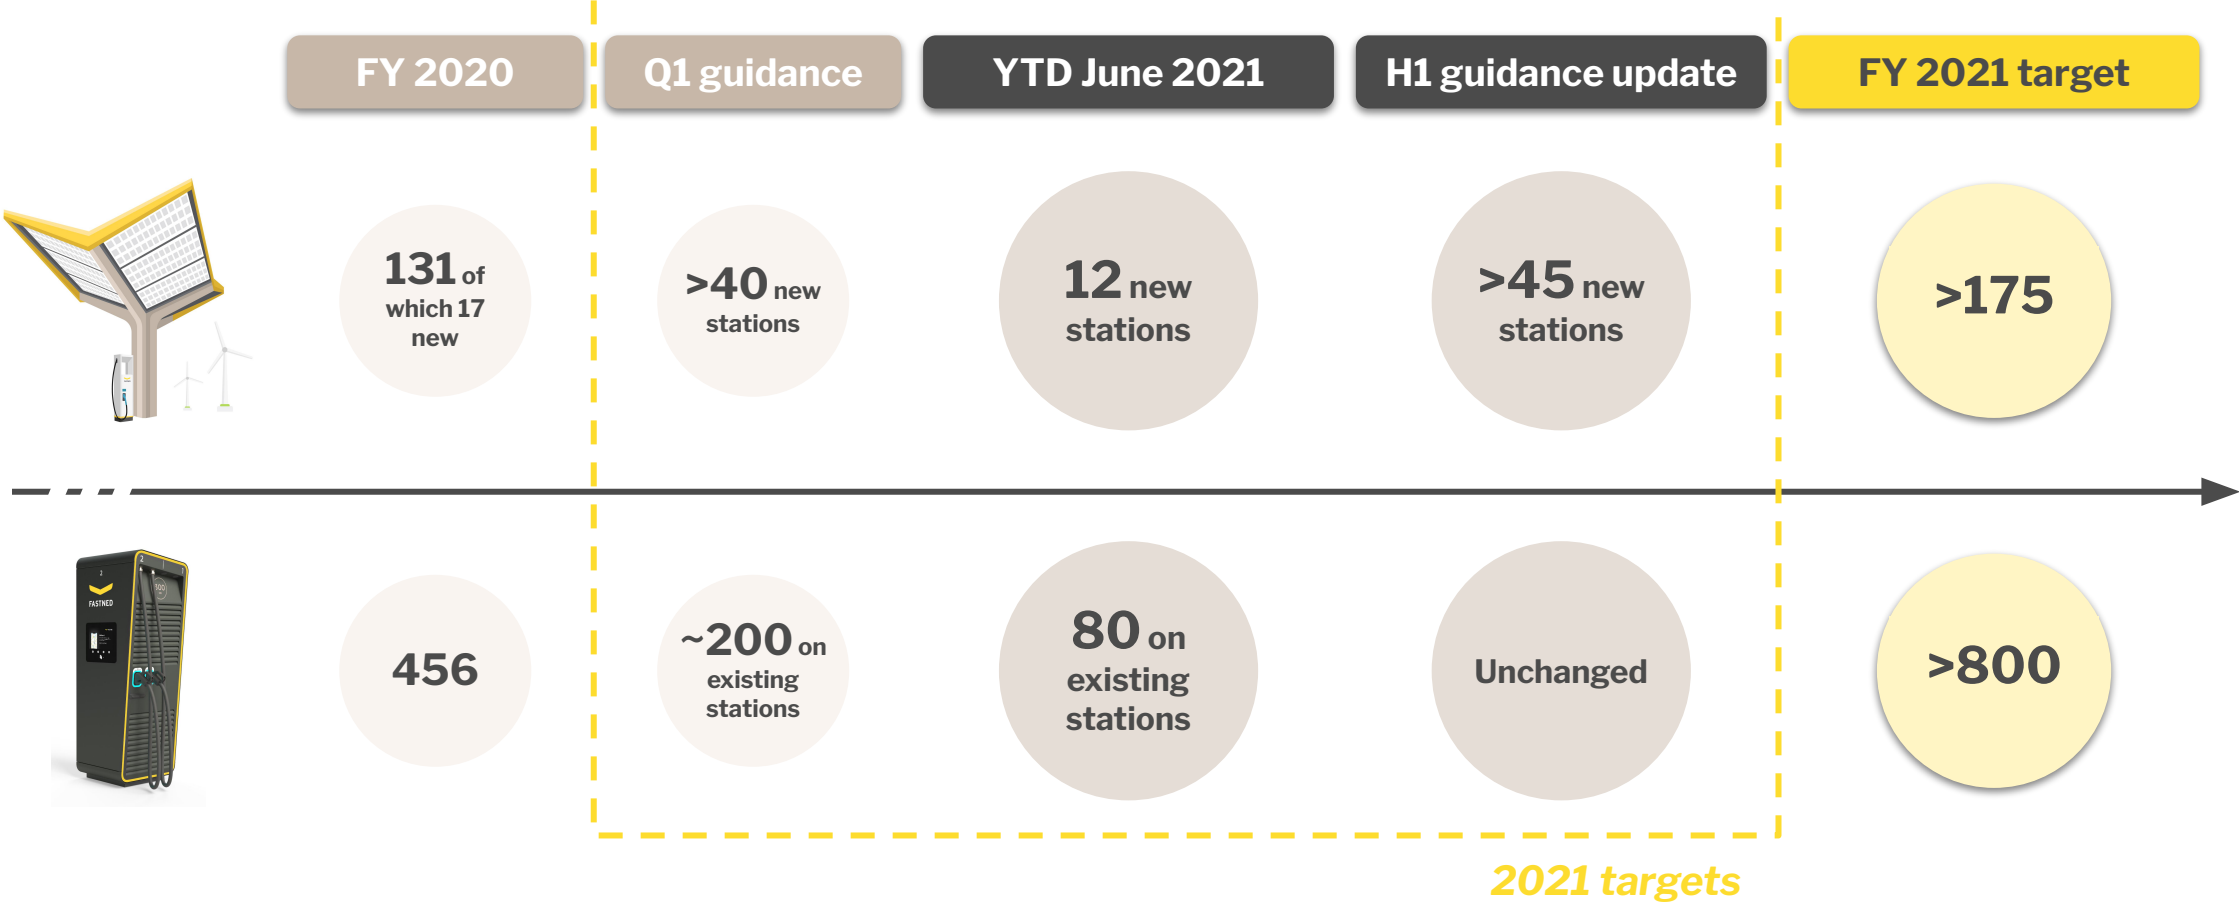 FY 2020
Q1 guidance
YTD June 2021
H1 guidance update
FY 2021 target
131 of
which 17
new
>40 new
stations
12 new
stations
>45 new
stations
>175
FASTNED
456
~200 on
existing
stations
80 on
existing
stations
Unchanged
>800
2021 targets